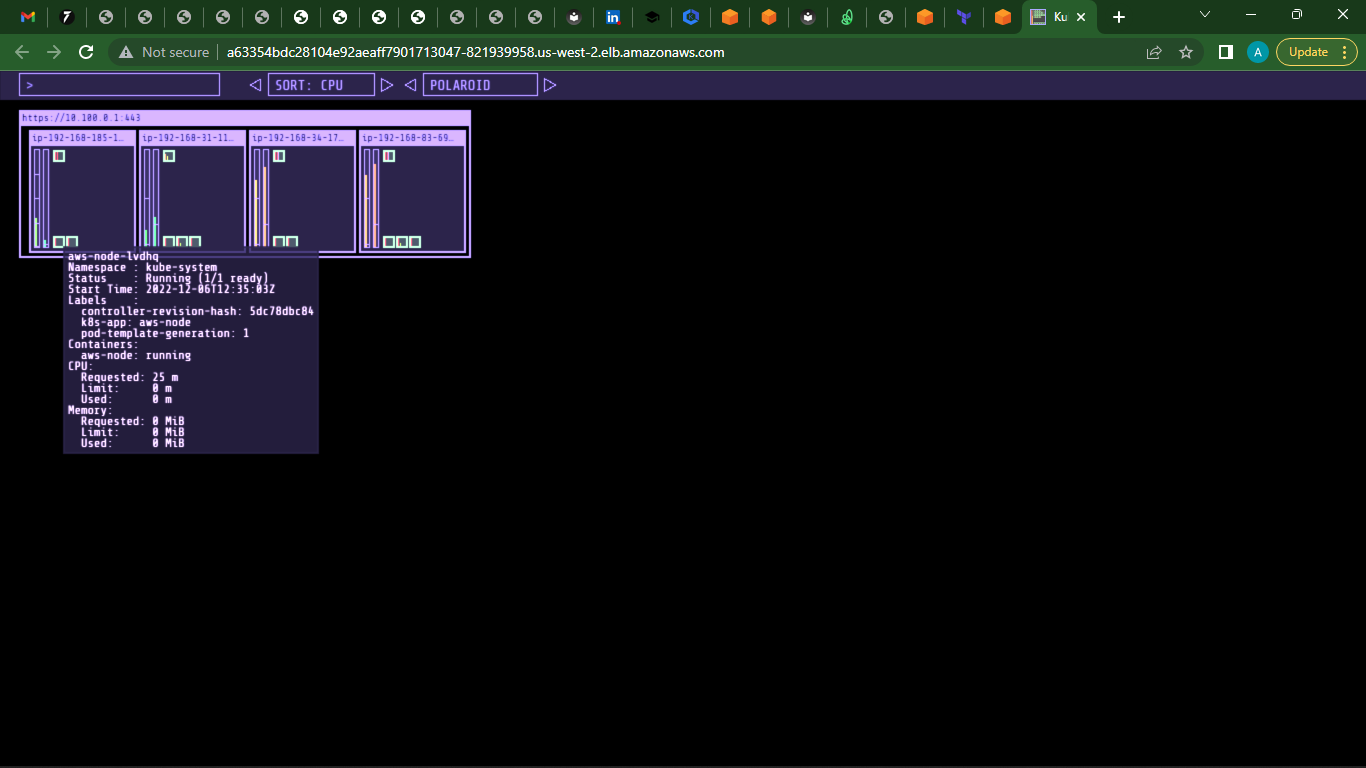 Ku
Not secure
a63354bdc28104e92aeaff7901713047-821939958.us-west-2.elb.amazonaws.com
A
Update
>
SORT: CPU
POLAROID
https://10.100.0.1:443
ip-192-168-185-1…
ip-192-168-31-11…
ip-192-168-34-17…
ip-192-168-83-69…
aws-node-lvdhq
Namespace : kube-system
Status : Running (1/1 ready)
Start Time: 2022-12-06T12:35:03Z
Labels :
controller-revision-hash: 5dc78dbc84
k8s-app: aws-node
pod-template-generation: 1
Containers:
aws-node: running
CPU:
Requested: 25 m
Limit: 0 m
Used: 0 m
Memory:
Requested: 0 MiB
Limit: 0 MiB
Used: 0 MiB